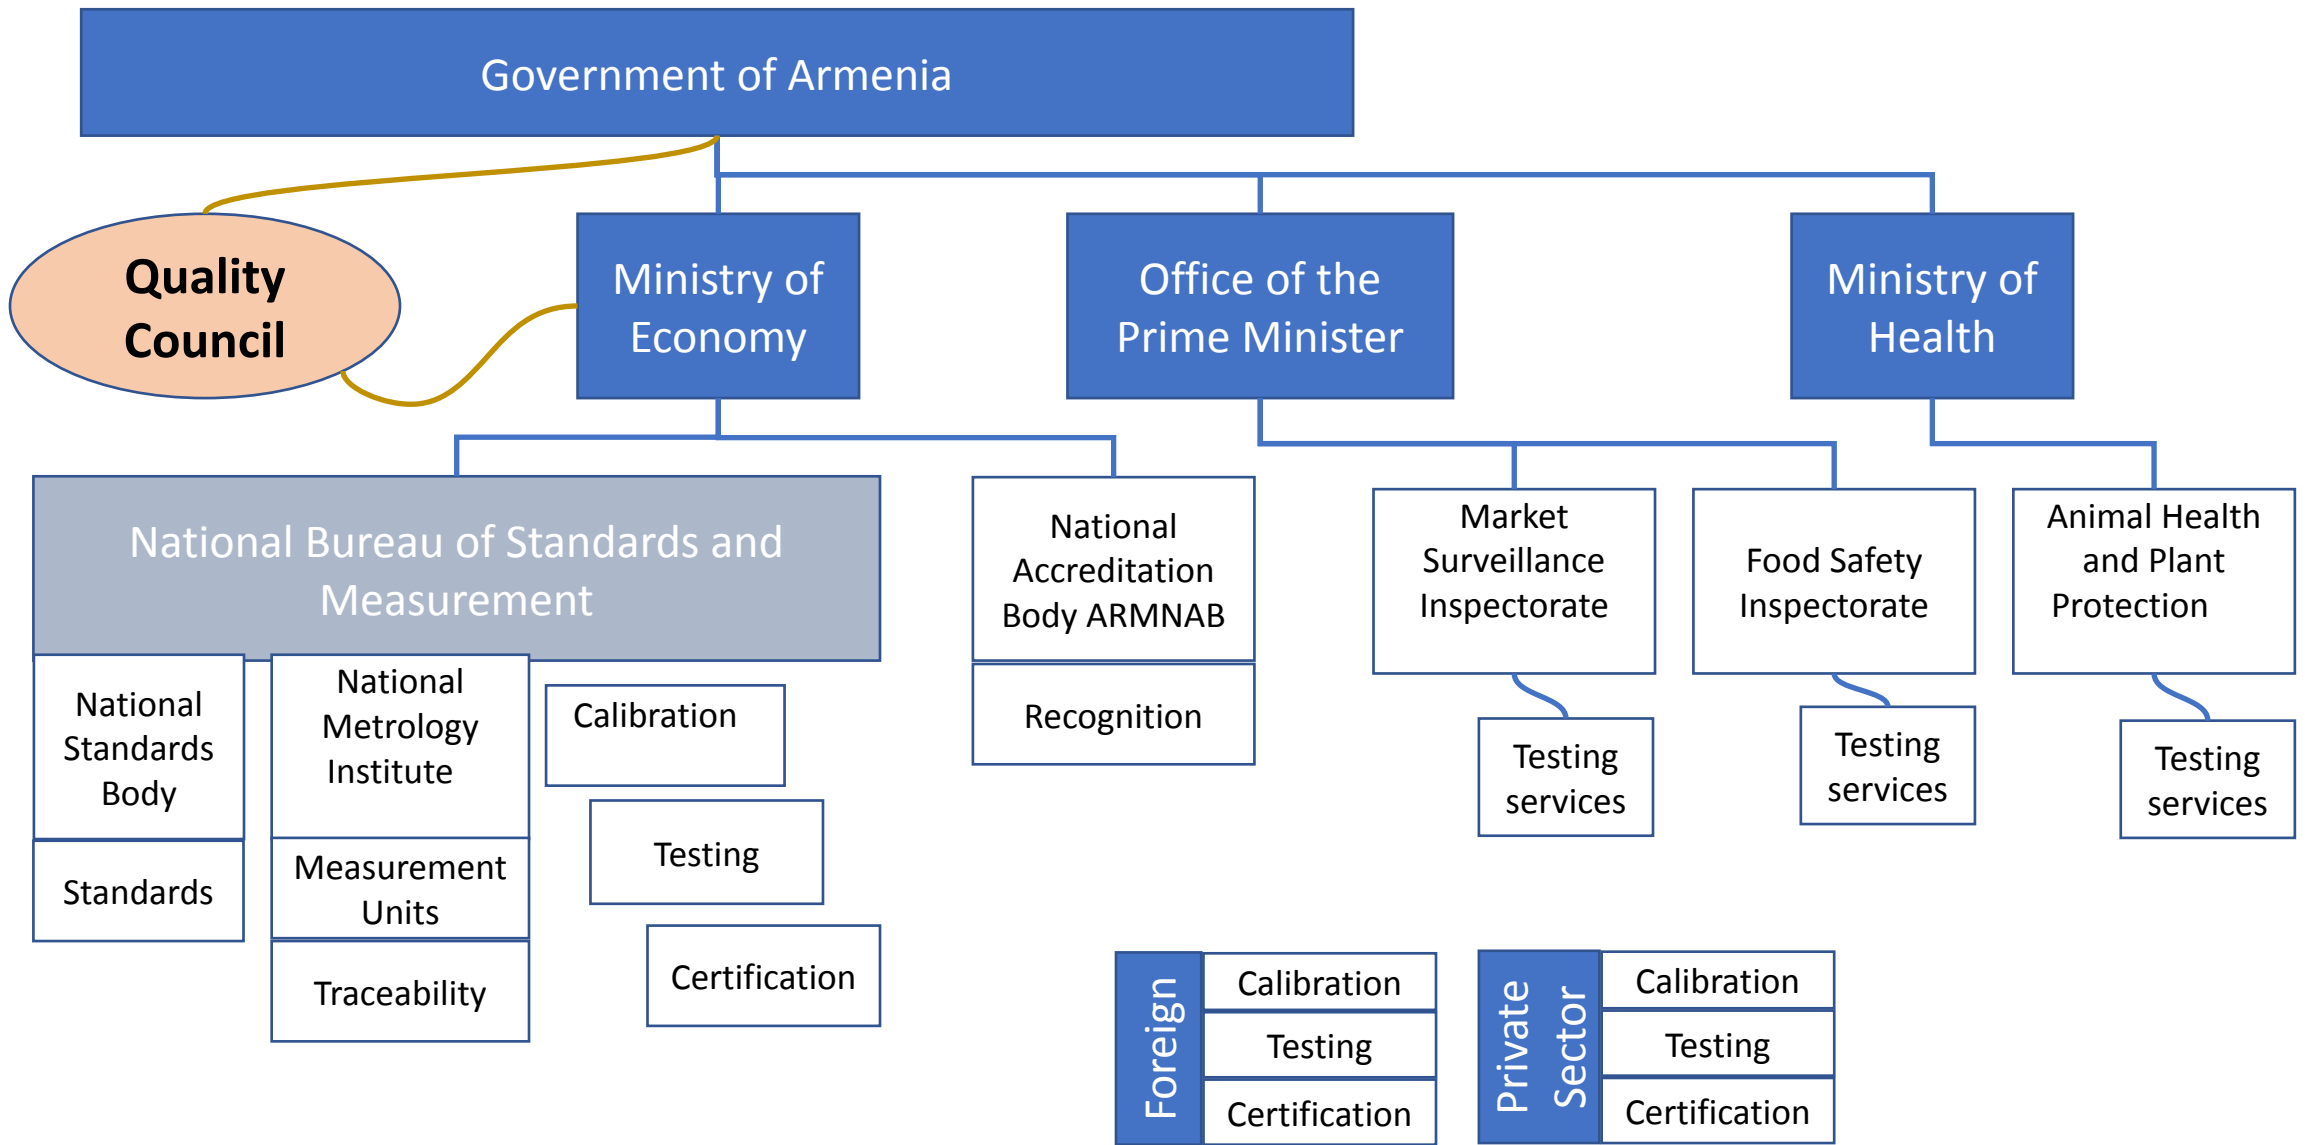 Government of Armenia
Quality
Council
Ministry of
Economy
Office of the
Prime Minister
Ministry of
Health
National Bureau of Standards and
Measurement
National
Accreditation
Body ARMNAB
Recognition
Market
Surveillance
Inspectorate
Food Safety
Inspectorate
Animal Health
and Plant
Protection
National
Standards
Body
Standards
National
Metrology
Institute
Measurement
Units
Traceability
Calibration
Testing
Certification
Testing
services
Testing
services
Testing
services
Foreign
Calibration
Testing
Certification
Private
Sector
Calibration
Testing
Certification